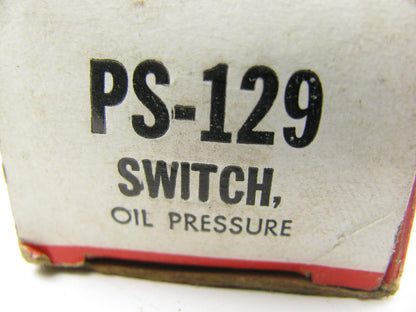 PS-129
SWITCH,
OIL PRESSURE